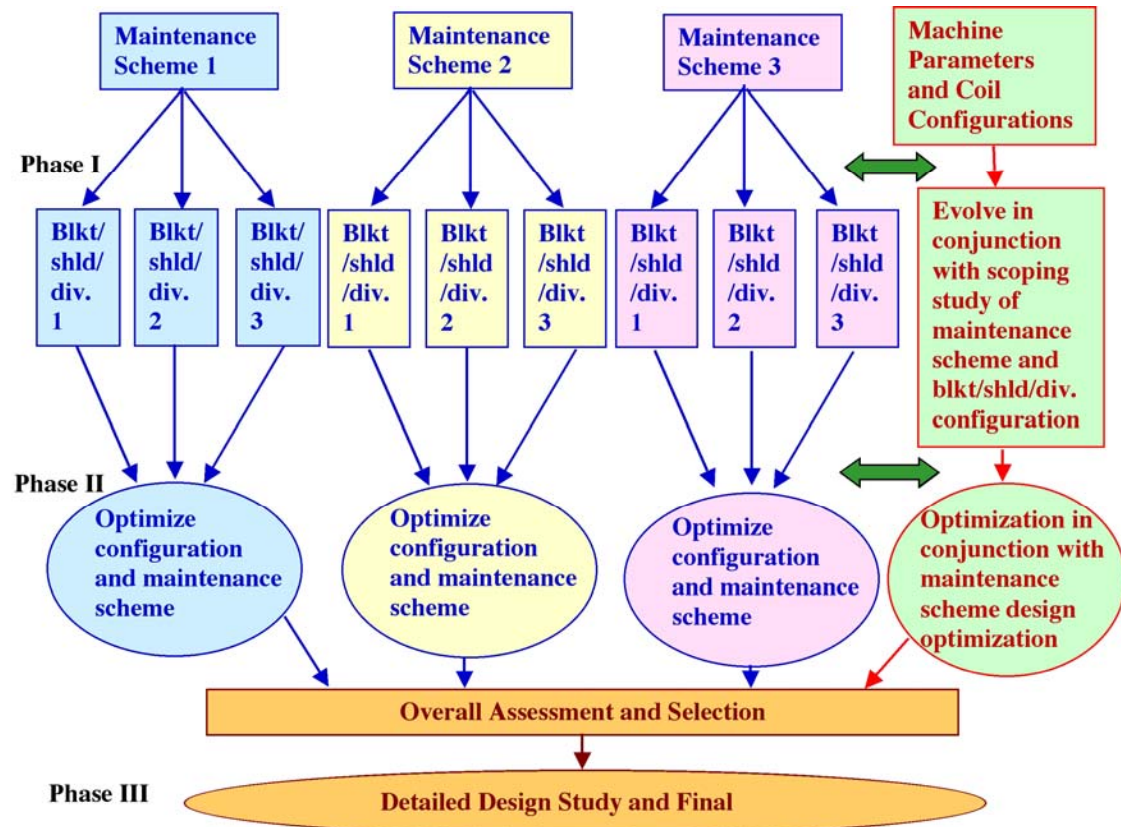 Maintenance
Scheme 1
Maintenance
Scheme 2
Maintenance
Scheme 3
Machine
Parameters
and Coil
Configurations
Phase I
Blkt/
shld/
div.
1
Blkt/
shld/
div.
2
Blkt/
shld/
div.
3
Blkt
/shld
/div.
1
Blkt
/shld
/div.
2
Blkt
/shld
/div.
3
Blkt
/shld
/div.
1
Blkt
/shld
/div.
2
Blkt
/shld
/div.
3
Evolve in
conjunction
with scoping
study of
maintenance
scheme and
blkt/shld/div.
configuration
Phase II
Optimize
configuration
and maintenance
scheme
Optimize
configuration
and maintenance
scheme
Optimize
configuration
and maintenance
scheme
Optimization in
conjunction with
maintenance
scheme design
optimization
Overall Assessment and Selection
Phase III
Detailed Design Study and Final